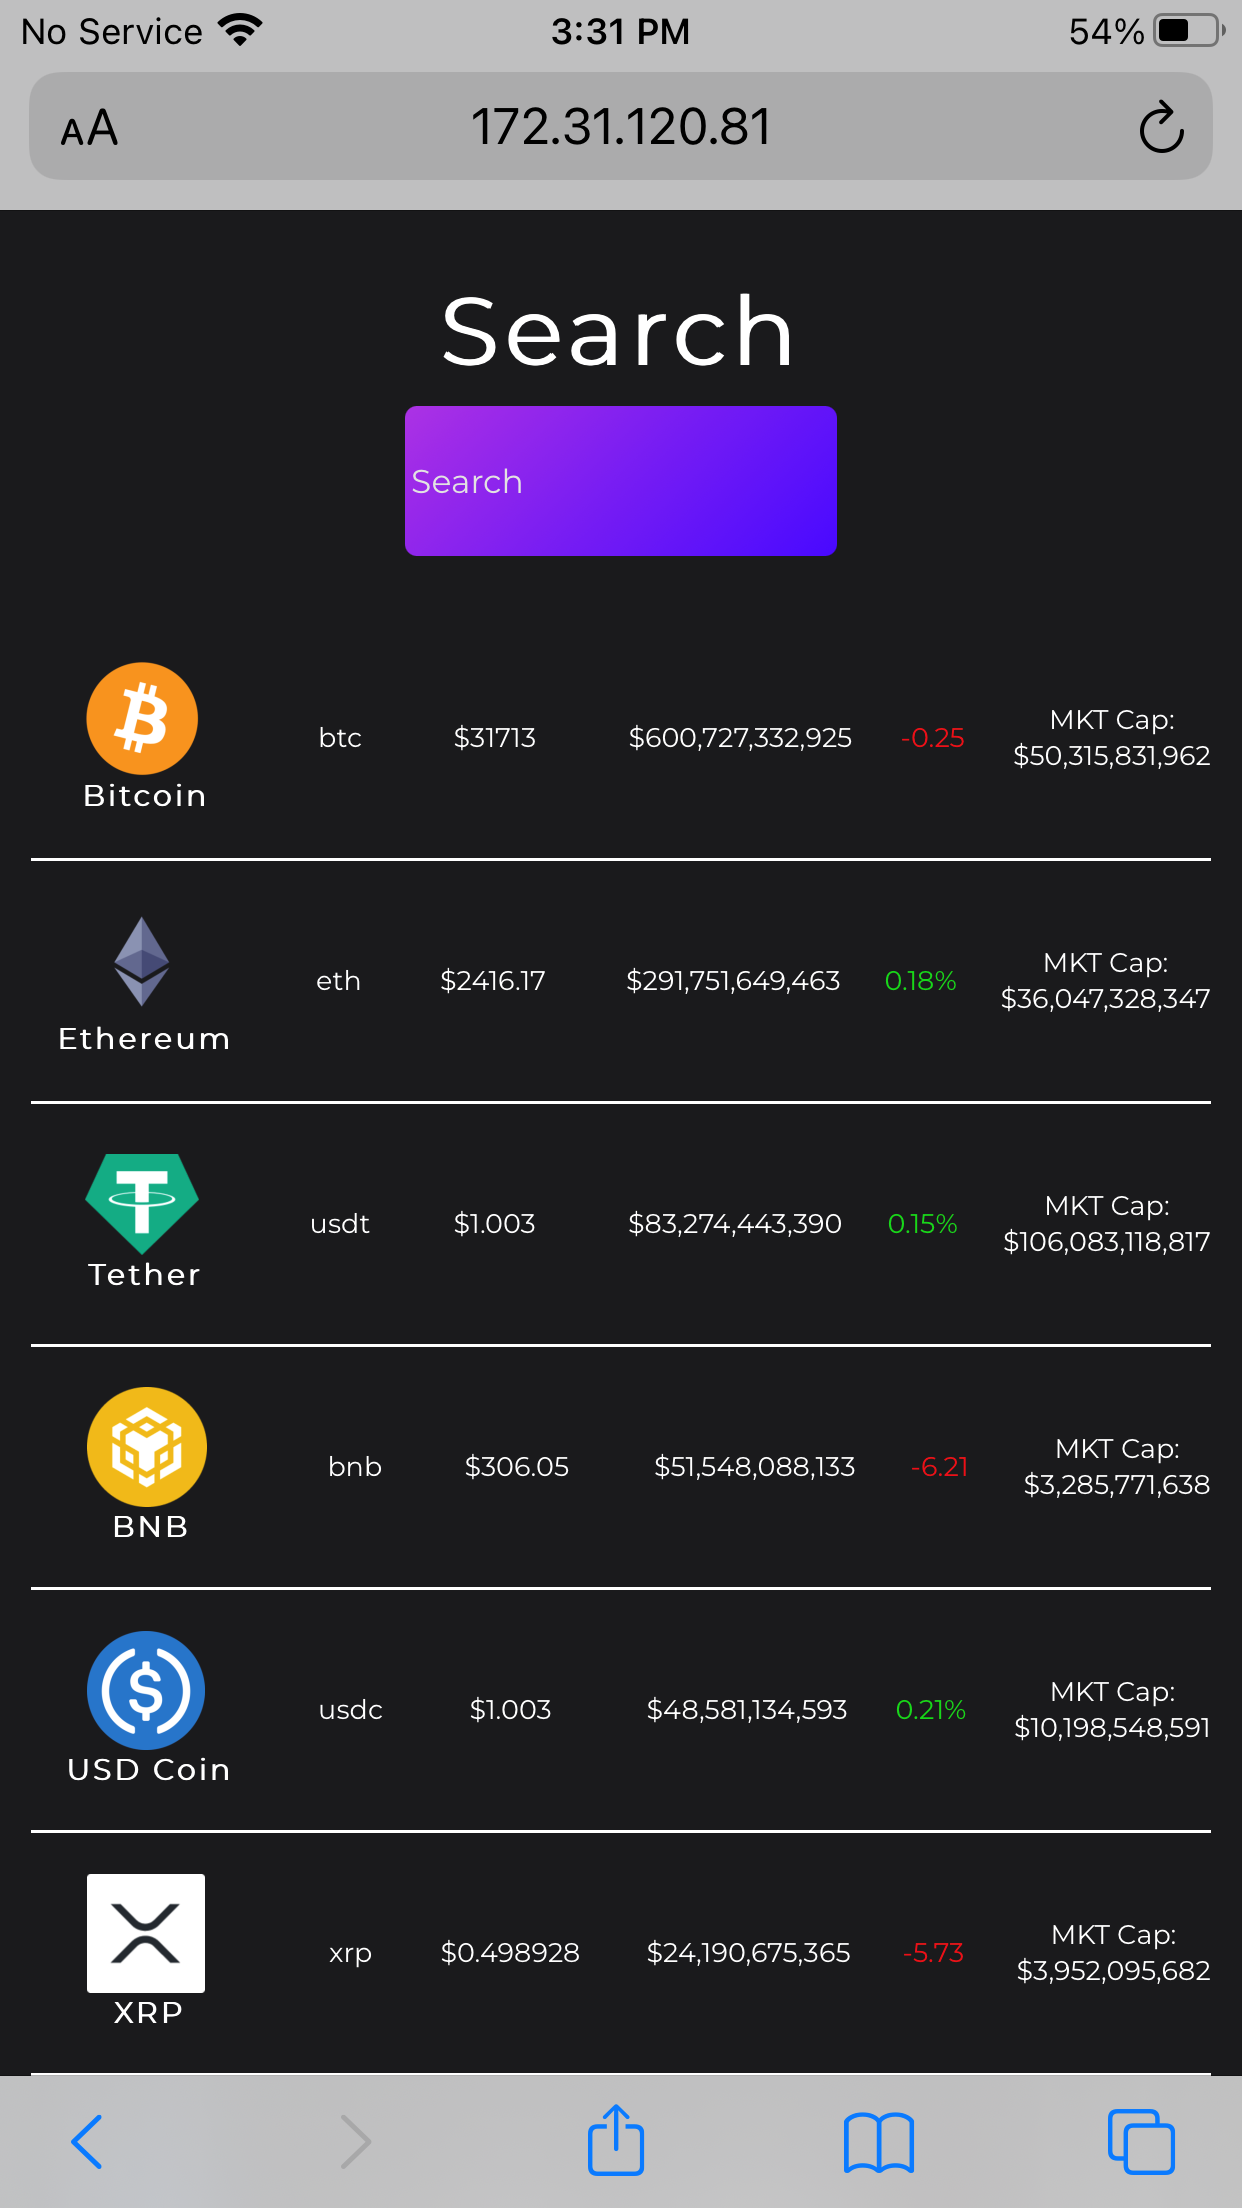 No Service 3:31 PM 54%
AA 172.31.120.81
Search
Search
Bitcoin btc $31713 $600,727,332,925 -0.25 MKT Cap: $50,315,831,962
Ethereum eth $2416.17 $291,751,649,463 0.18% MKT Cap: $36,047,328,347
Tether usdt $1.003 $83,274,443,390 0.15% MKT Cap: $106,083,118,817
BNB bnb $306.05 $51,548,088,133 -6.21 MKT Cap: $3,285,771,638
USD Coin usdc $1.003 $48,581,134,593 0.21% MKT Cap: $10,198,548,591
XRP xrp $0.498928 $24,190,675,365 -5.73 MKT Cap: $3,952,095,682